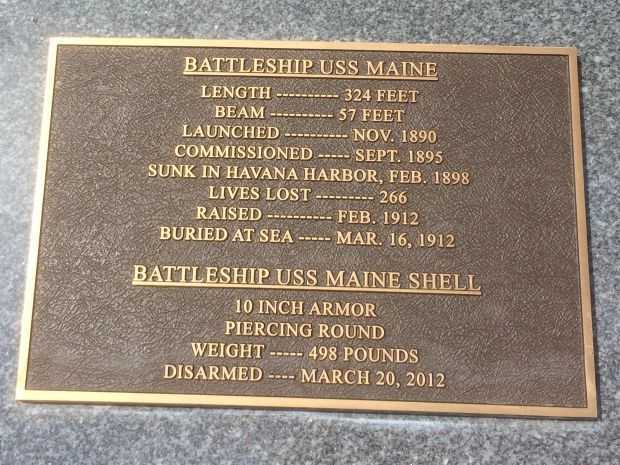 BATTLESHIP USS MAINE
LENGTH ---------- 324 FEET
BEAM ---------- 57 FEET
LAUNCHED ---------- NOV. 1890
COMMISSIONED ----- SEPT. 1895
SUNK IN HAVANA HARBOR, FEB. 1898
LIVES LOST --------- 266
RAISED ---------- FEB. 1912
BURIED AT SEA ----- MAR. 16, 1912
BATTLESHIP USS MAINE SHELL
10 INCH ARMOR
PIERCING ROUND
WEIGHT ----- 498 POUNDS
DISARMED ---- MARCH 20, 2012